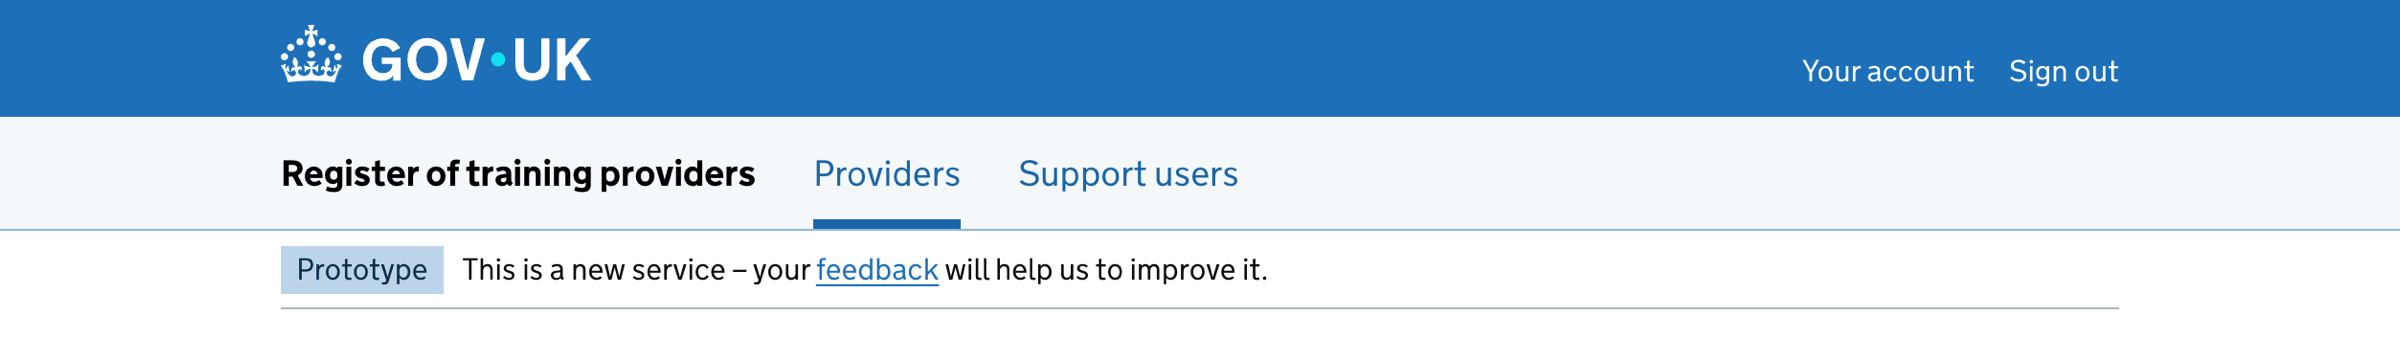 GOV·UK
Your account Sign out
Register of training providers Providers Support users
Prototype This is a new service – your feedback will help us to improve it.